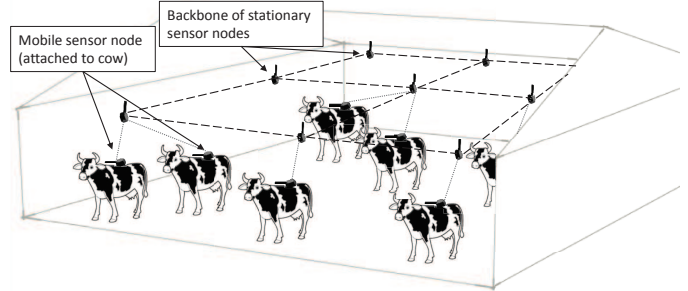 Backbone of stationary
sensor nodes
Mobile sensor node
(attached to cow)